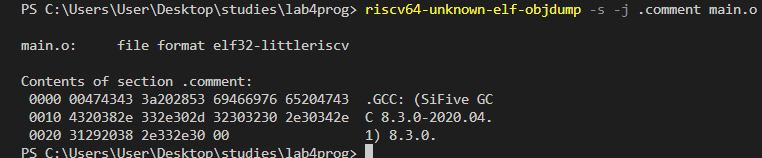 PS C:\Users\User\Desktop\studies\lab4prog> riscv64-unknown-elf-objdump -s -j .comment main.o
main.o:     file format elf32-littleriscv
Contents of section .comment:
 0000 00474343 3a202853 69466976 65204743  .GCC: (SiFive GC
 0010 4320382e 332e302d 32303230 2e30342e  C 8.3.0-2020.04.
 0020 31292038 2e332e30 00                 1) 8.3.0.
PS C:\Users\User\Desktop\studies\lab4prog>